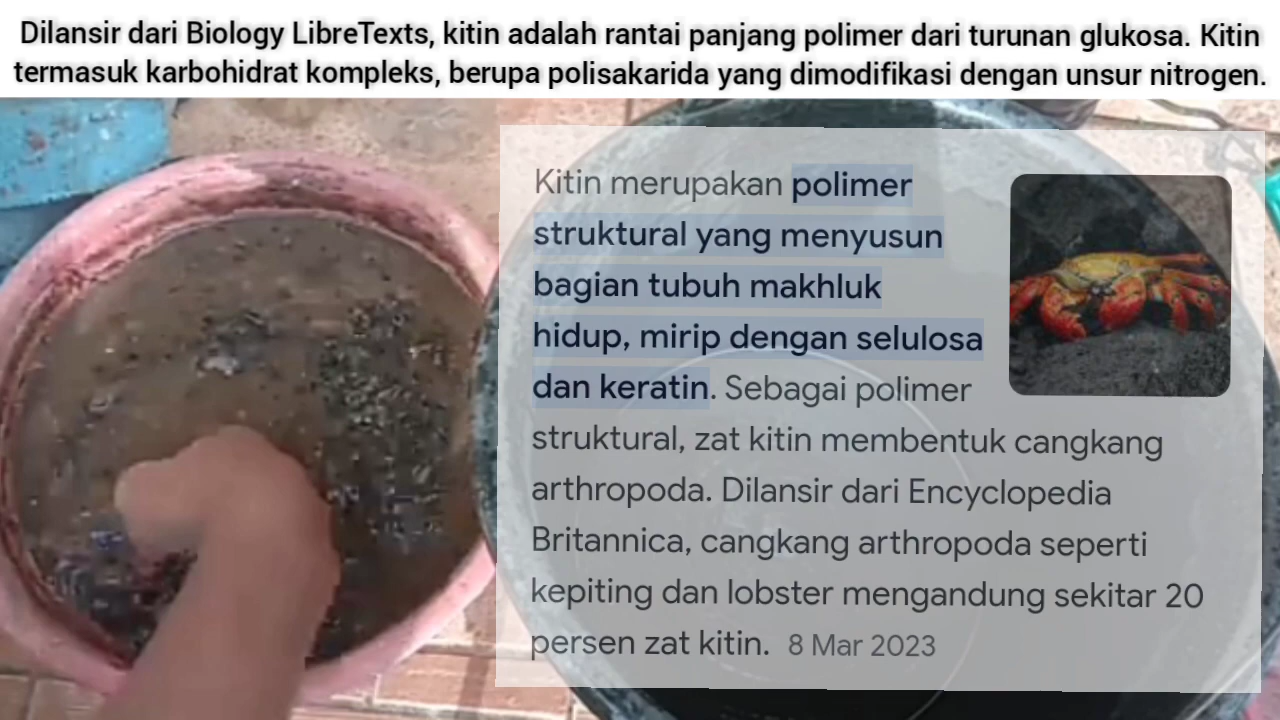 Dilansir dari Biology LibreTexts, kitin adalah rantai panjang polimer dari turunan glukosa. Kitin
termasuk karbohidrat kompleks, berupa polisakarida yang dimodifikasi dengan unsur nitrogen.
Kitin merupakan polimer
struktural yang menyusun
bagian tubuh makhluk
hidup, mirip dengan selulosa
dan keratin. Sebagai polimer
struktural, zat kitin membentuk cangkang
arthropoda. Dilansir dari Encyclopedia
Britannica, cangkang arthropoda seperti
kepiting dan lobster mengandung sekitar 20
persen zat kitin. 8 Mar 2023